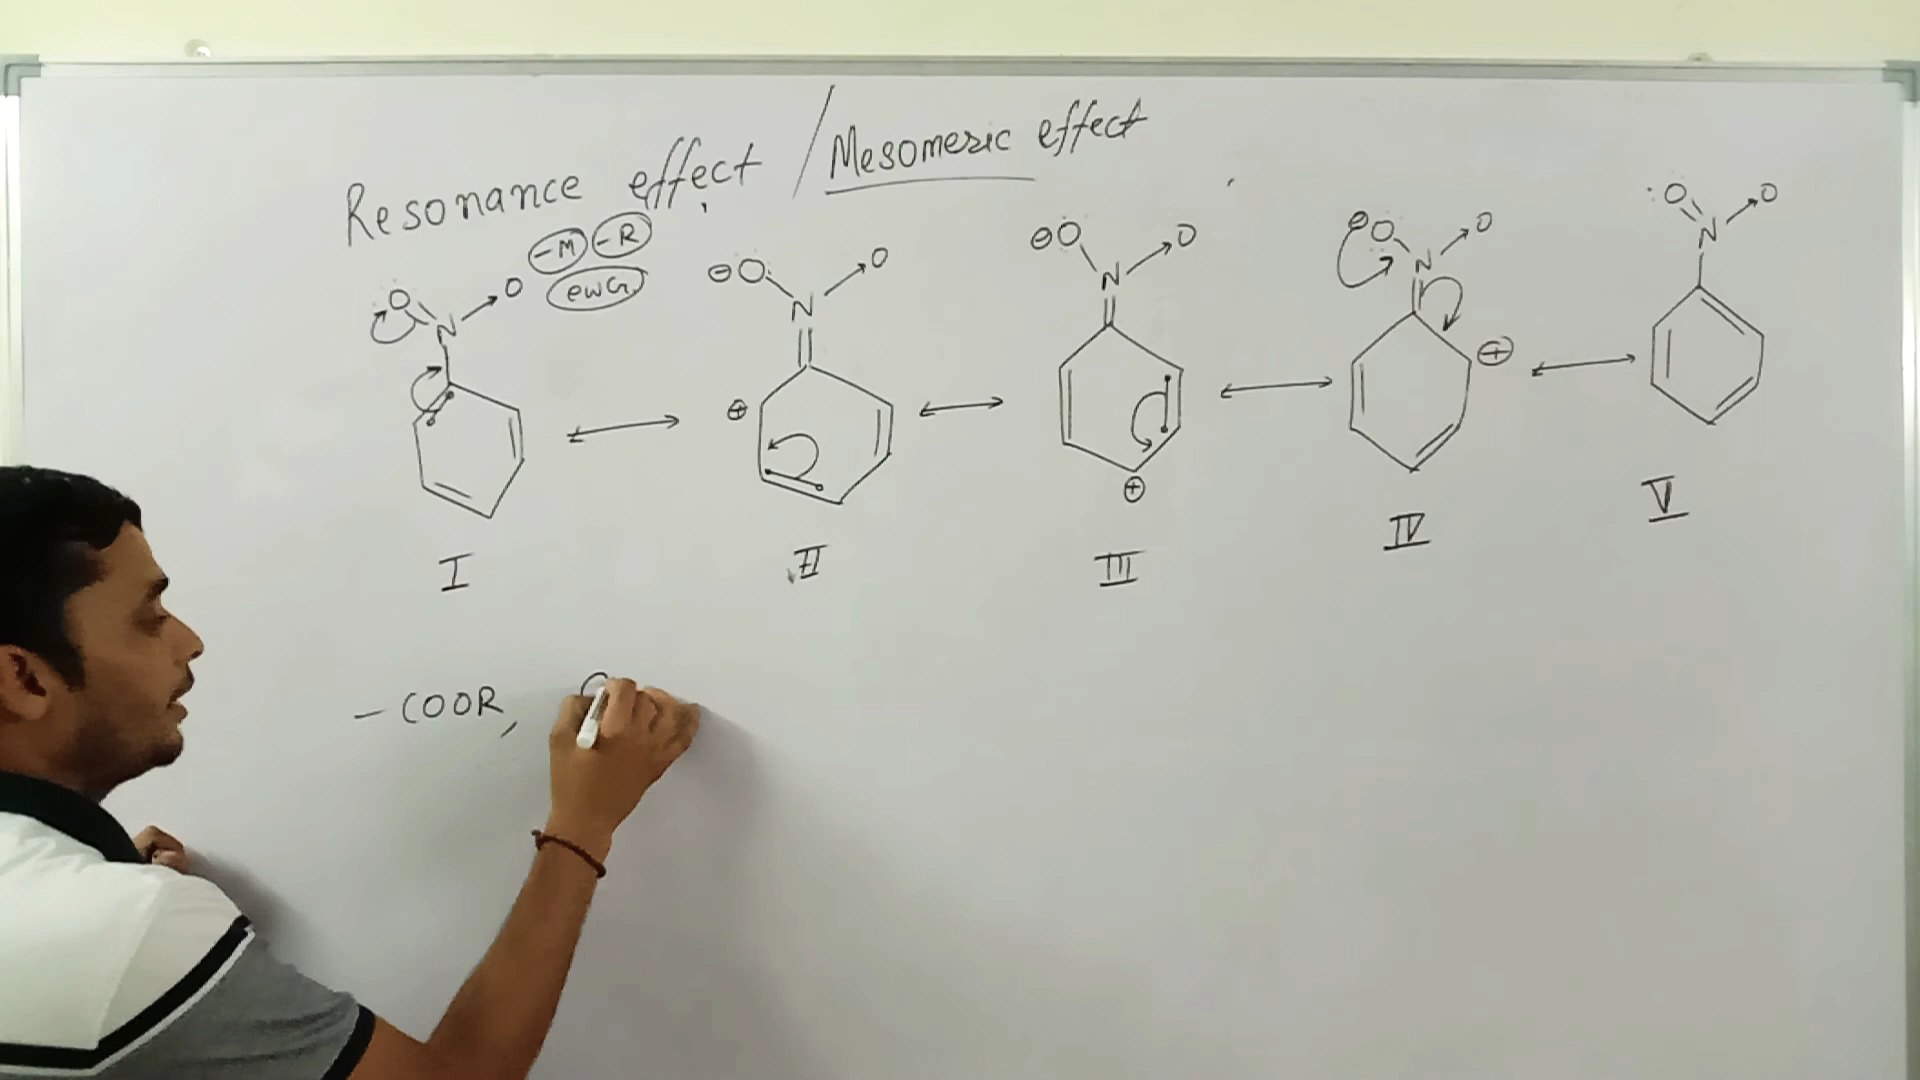 Resonance effect / Mesomeric effect
-M -R
ewG
O N O
⊖O N O
⊕
⊖O N O
⊕
⊖O N O
⊕
:O N O
I II III IV V
- COOR,